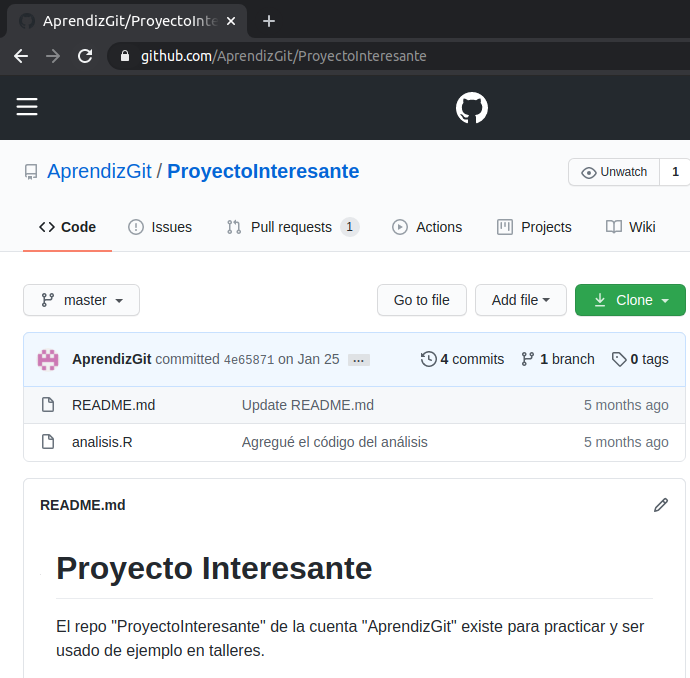 AprendizGit/ProyectoInte
github.com/AprendizGit/ProyectoInteresante
AprendizGit / ProyectoInteresante
Unwatch 1
Code Issues Pull requests 1 Actions Projects Wiki
master Go to file Add file Clone
AprendizGit committed 4e65871 on Jan 25 ... 4 commits 1 branch 0 tags
README.md Update README.md 5 months ago
analisis.R Agregué el código del análisis 5 months ago
README.md
Proyecto Interesante
El repo "ProyectoInteresante" de la cuenta "AprendizGit" existe para practicar y ser
usado de ejemplo en talleres.